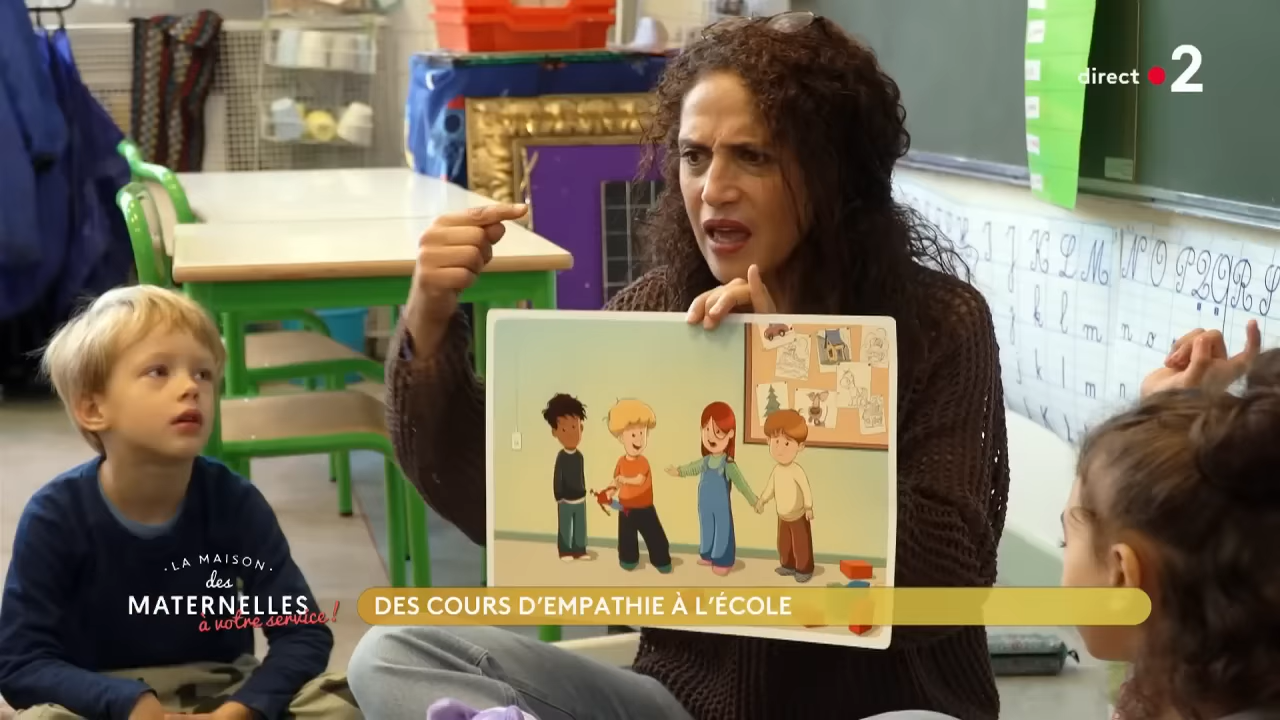 direct 2
I J K L M N O P Q R S
j k l m n o
j k l
· LA MAISON ·
des
MATERNELLES
à votre service !
DES COURS D'EMPATHIE À L'ÉCOLE